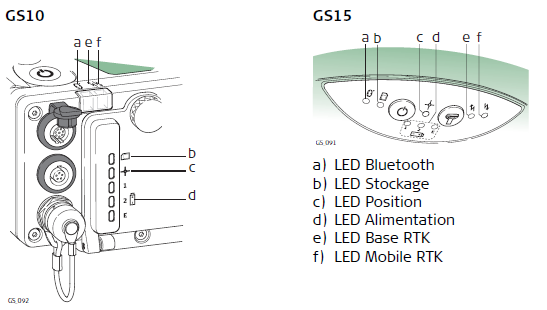 GS10
a e f
b
c
1
2
d
E
GS_092
GS15
a b c d e f
GS_091
a) LED Bluetooth
b) LED Stockage
c) LED Position
d) LED Alimentation
e) LED Base RTK
f) LED Mobile RTK